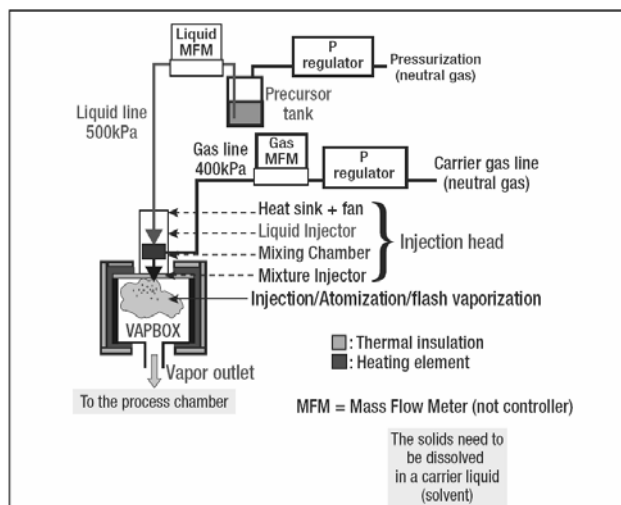 Liquid
MFM
P
regulator
Pressurization
(neutral gas)
Precursor
tank
Liquid line
500kPa
Gas line
400kPa
Gas
MFM
P
regulator
Carrier gas line
(neutral gas)
Heat sink + fan
Liquid Injector
Mixing Chamber
Mixture Injector
Injection head
Injection/Atomization/flash vaporization
VAPBOX
: Thermal insulation
: Heating element
Vapor outlet
To the process chamber
MFM = Mass Flow Meter (not controller)
The solids need to
be dissolved
in a carrier liquid
(solvent)